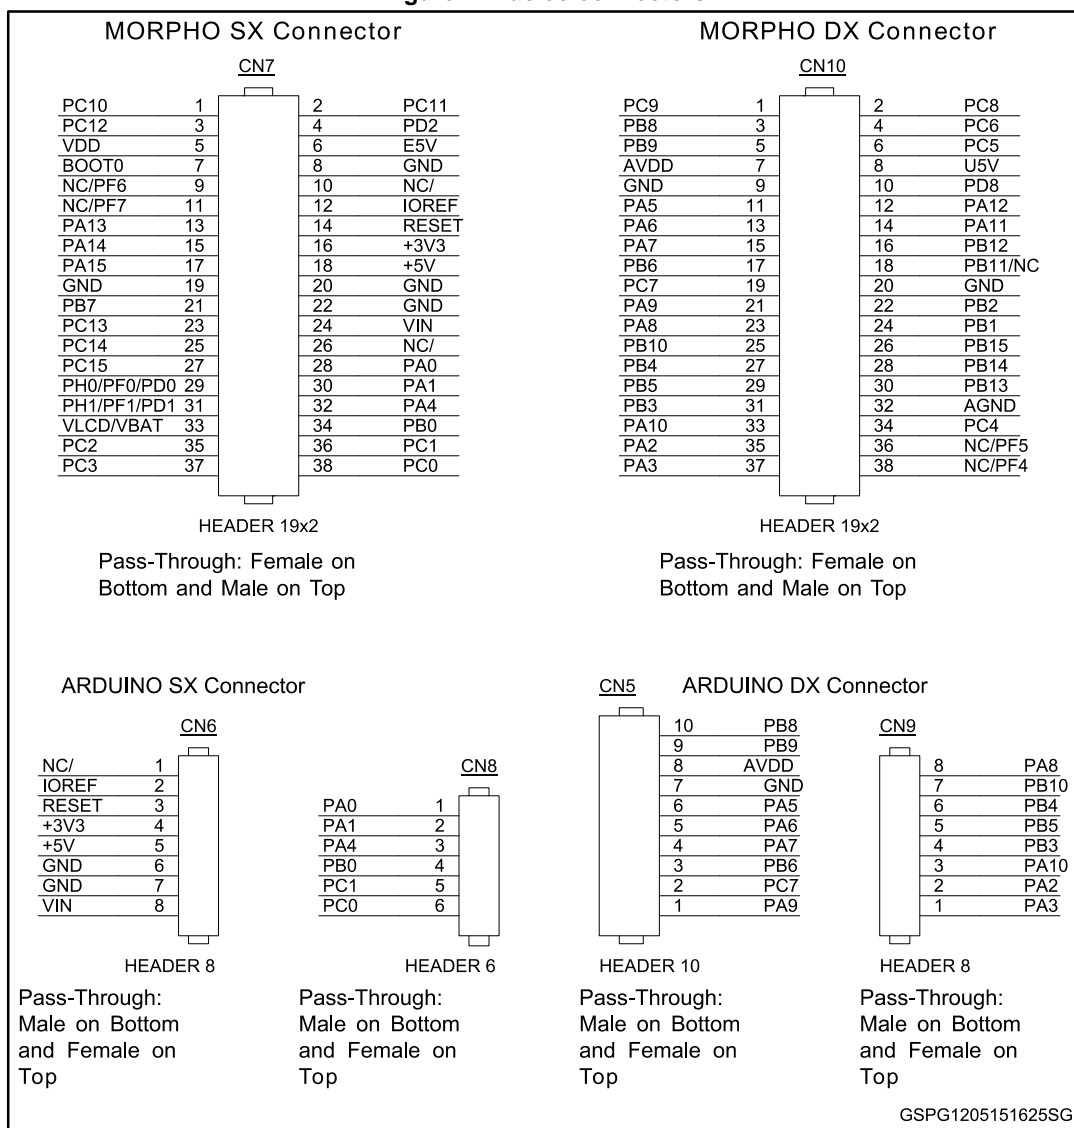 MORPHO SX Connector
CN7
PC10 1 2 PC11
PC12 3 4 PD2
VDD 5 6 E5V
BOOT0 7 8 GND
NC/PF6 9 10 NC/
NC/PF7 11 12 IOREF
PA13 13 14 RESET
PA14 15 16 +3V3
PA15 17 18 +5V
GND 19 20 GND
PB7 21 22 GND
PC13 23 24 VIN
PC14 25 26 NC/
PC15 27 28 PA0
PH0/PF0/PD0 29 30 PA1
PH1/PF1/PD1 31 32 PA4
VLCD/VBAT 33 34 PB0
PC2 35 36 PC1
PC3 37 38 PC0
HEADER 19x2
Pass-Through: Female on
Bottom and Male on Top
MORPHO DX Connector
CN10
PC9 1 2 PC8
PB8 3 4 PC6
PB9 5 6 PC5
AVDD 7 8 U5V
GND 9 10 PD8
PA5 11 12 PA12
PA6 13 14 PA11
PA7 15 16 PB12
PB6 17 18 PB11/NC
PC7 19 20 GND
PA9 21 22 PB2
PA8 23 24 PB1
PB10 25 26 PB15
PB4 27 28 PB14
PB5 29 30 PB13
PB3 31 32 AGND
PA10 33 34 PC4
PA2 35 36 NC/PF5
PA3 37 38 NC/PF4
HEADER 19x2
Pass-Through: Female on
Bottom and Male on Top
ARDUINO SX Connector
CN6
NC/ 1
IOREF 2
RESET 3
+3V3 4
+5V 5
GND 6
GND 7
VIN 8
HEADER 8
Pass-Through:
Male on Bottom
and Female on
Top
CN8
PA0 1
PA1 2
PA4 3
PB0 4
PC1 5
PC0 6
HEADER 6
Pass-Through:
Male on Bottom
and Female on
Top
ARDUINO DX Connector
CN5
10 PB8
9 PB9
8 AVDD
7 GND
6 PA5
5 PA6
4 PA7
3 PB6
2 PC7
1 PA9
HEADER 10
Pass-Through:
Male on Bottom
and Female on
Top
CN9
8 PA8
7 PB10
6 PB4
5 PB5
4 PB3
3 PA10
2 PA2
1 PA3
HEADER 8
Pass-Through:
Male on Bottom
and Female on
Top
GSPG1205151625SG